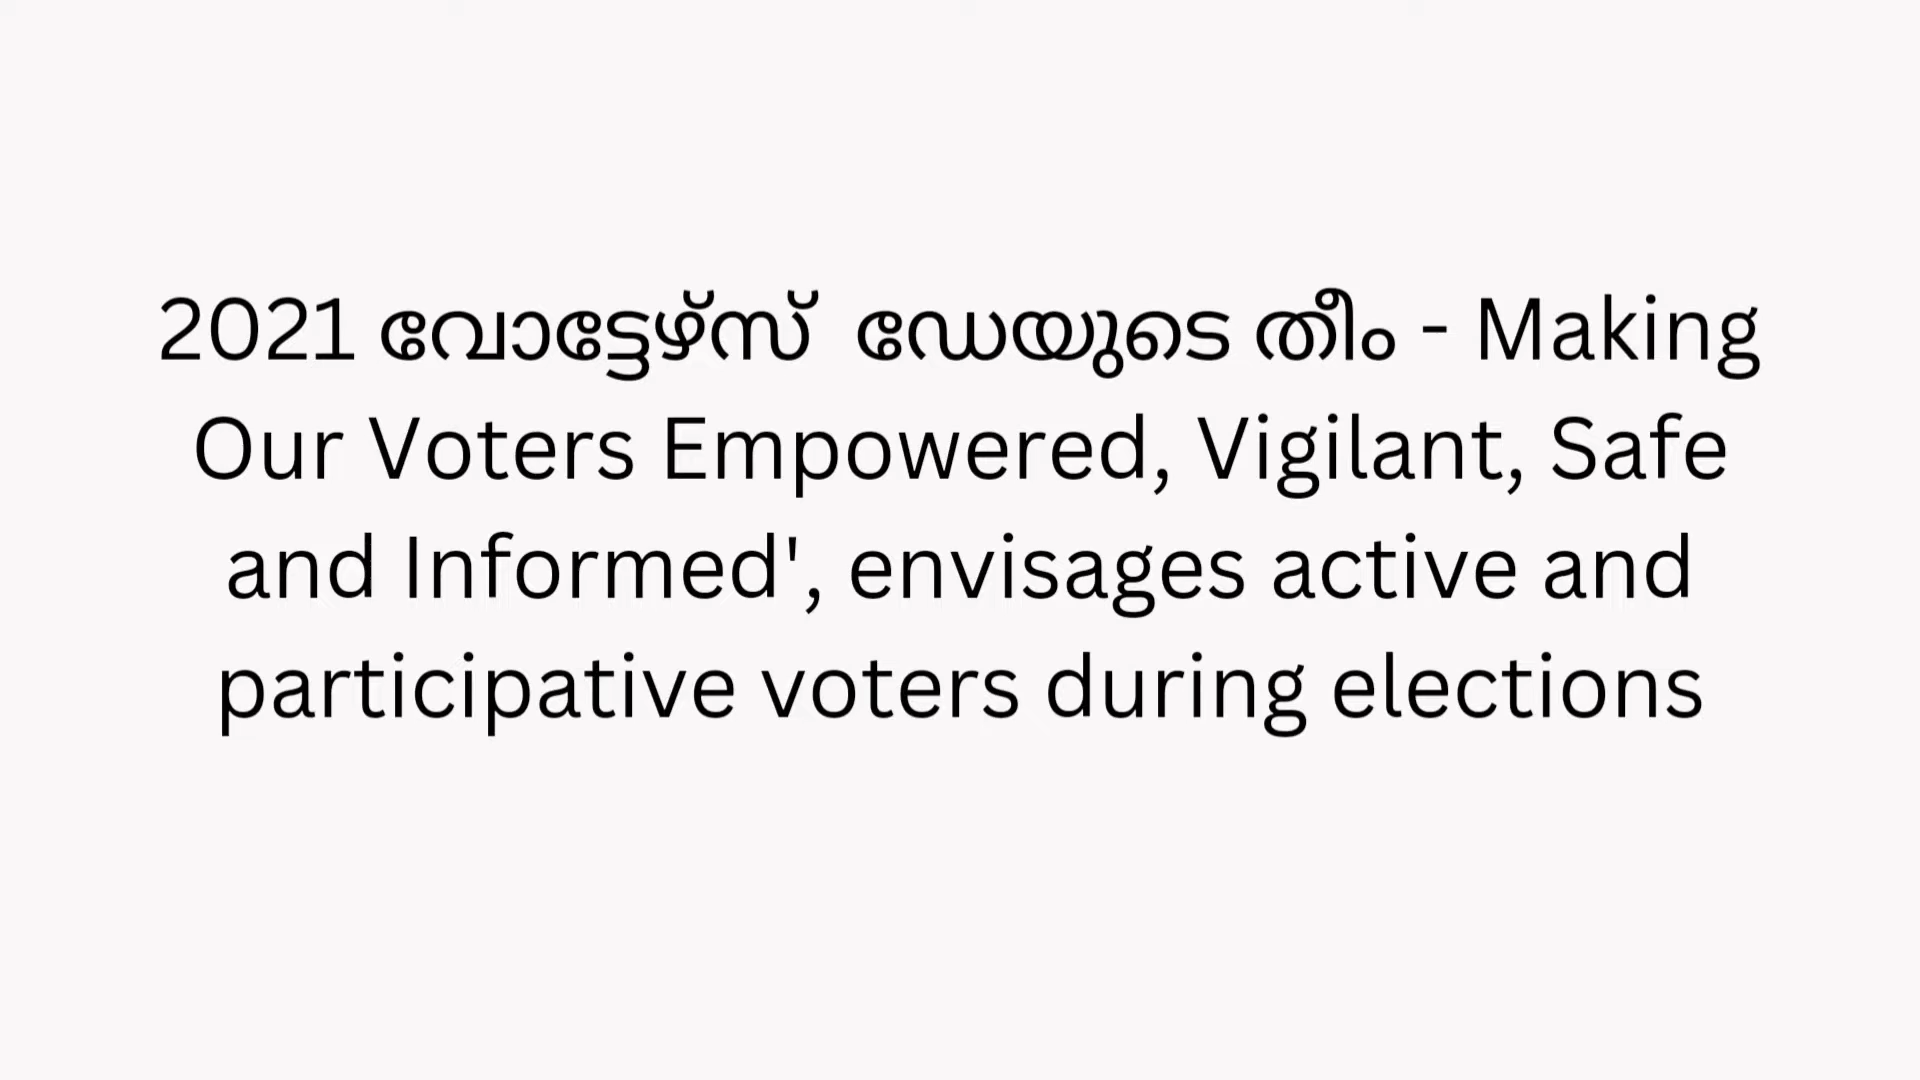 2021 വോട്ടേഴ്സ് ഡേയുടെ തീം - Making
Our Voters Empowered, Vigilant, Safe
and Informed', envisages active and
participative voters during elections